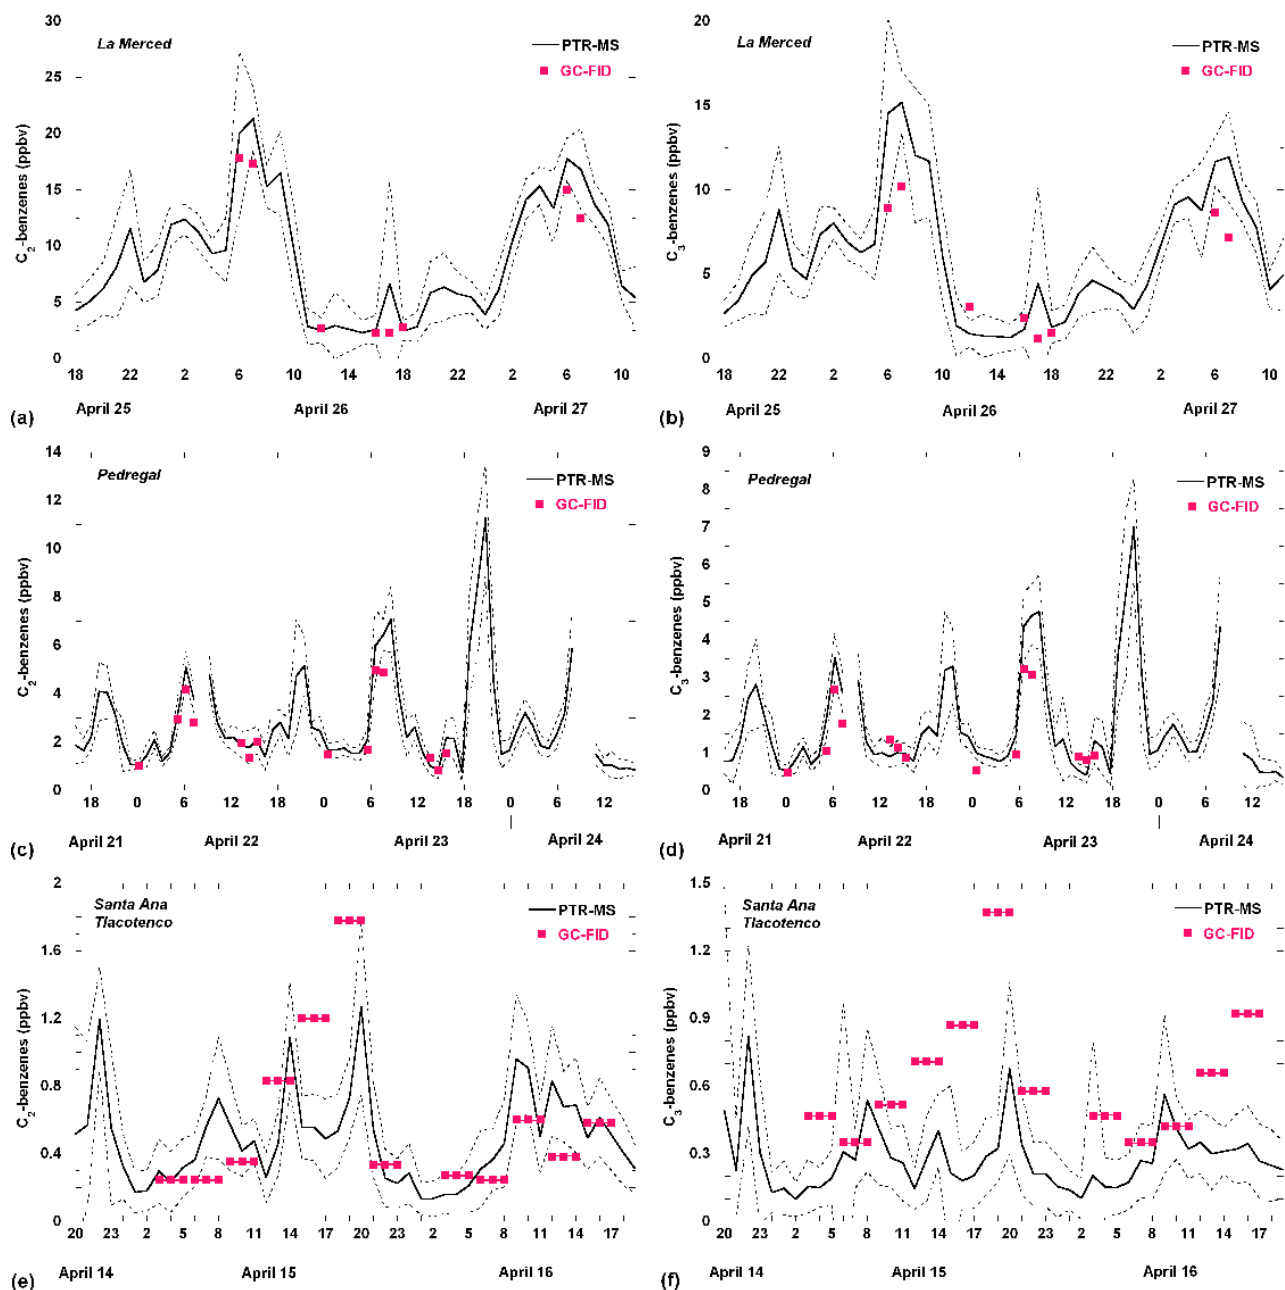 30
25
20
15
10
5
0
C2-benzenes (ppbv)
La Merced
PTR-MS
GC-FID
18 22 2 6 10 14 18 22 2 6 10
April 25 April 26 April 27
(a)
20
15
10
5
0
C3-benzenes (ppbv)
La Merced
PTR-MS
GC-FID
18 22 2 6 10 14 18 22 2 6 10
April 25 April 26 April 27
(b)
14
12
10
8
6
4
2
0
C2-benzenes (ppbv)
Pedregal
PTR-MS
GC-FID
18 0 6 12 18 0 6 12 18 0 12
April 21 April 22 April 23 April 24
(c)
9
8
7
6
5
4
3
2
1
0
C3-benzenes (ppbv)
Pedregal
PTR-MS
GC-FID
18 0 6 12 18 0 6 12 18 0 12
April 21 April 22 April 23 April 24
(d)
2
1.6
1.2
0.8
0.4
0
C2-benzenes (ppbv)
Santa Ana
Tlacotenco
PTR-MS
GC-FID
20 23 2 5 8 11 14 17 20 23 2 5 8 11 14 17
April 14 April 15 April 16
(e)
1.5
1.2
0.9
0.6
0.3
0
C3-benzenes (ppbv)
Santa Ana
Tlacotenco
PTR-MS
GC-FID
20 23 2 5 8 11 14 17 20 23 2 5 8 11 14 17
April 14 April 15 April 16
(f)